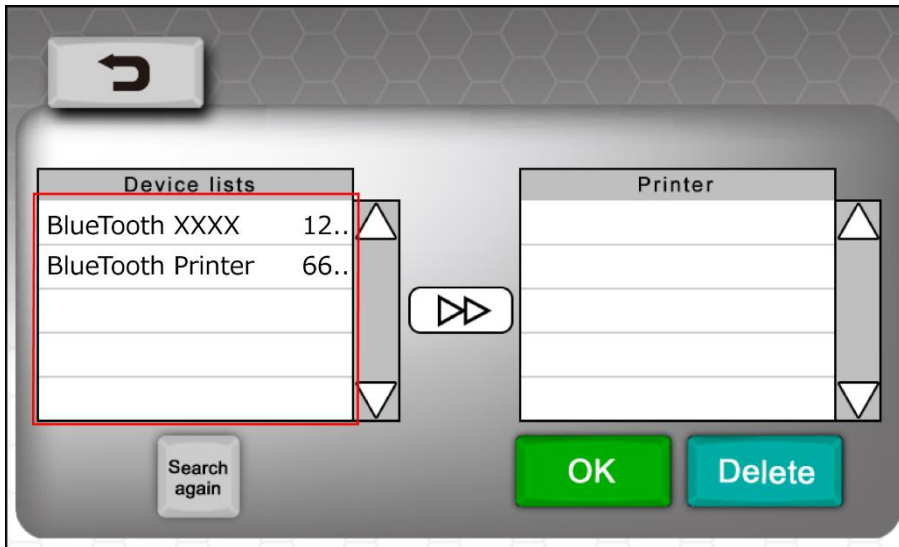 Device lists
BlueTooth XXXX 12..
BlueTooth Printer 66..
Printer
Search
again
OK
Delete